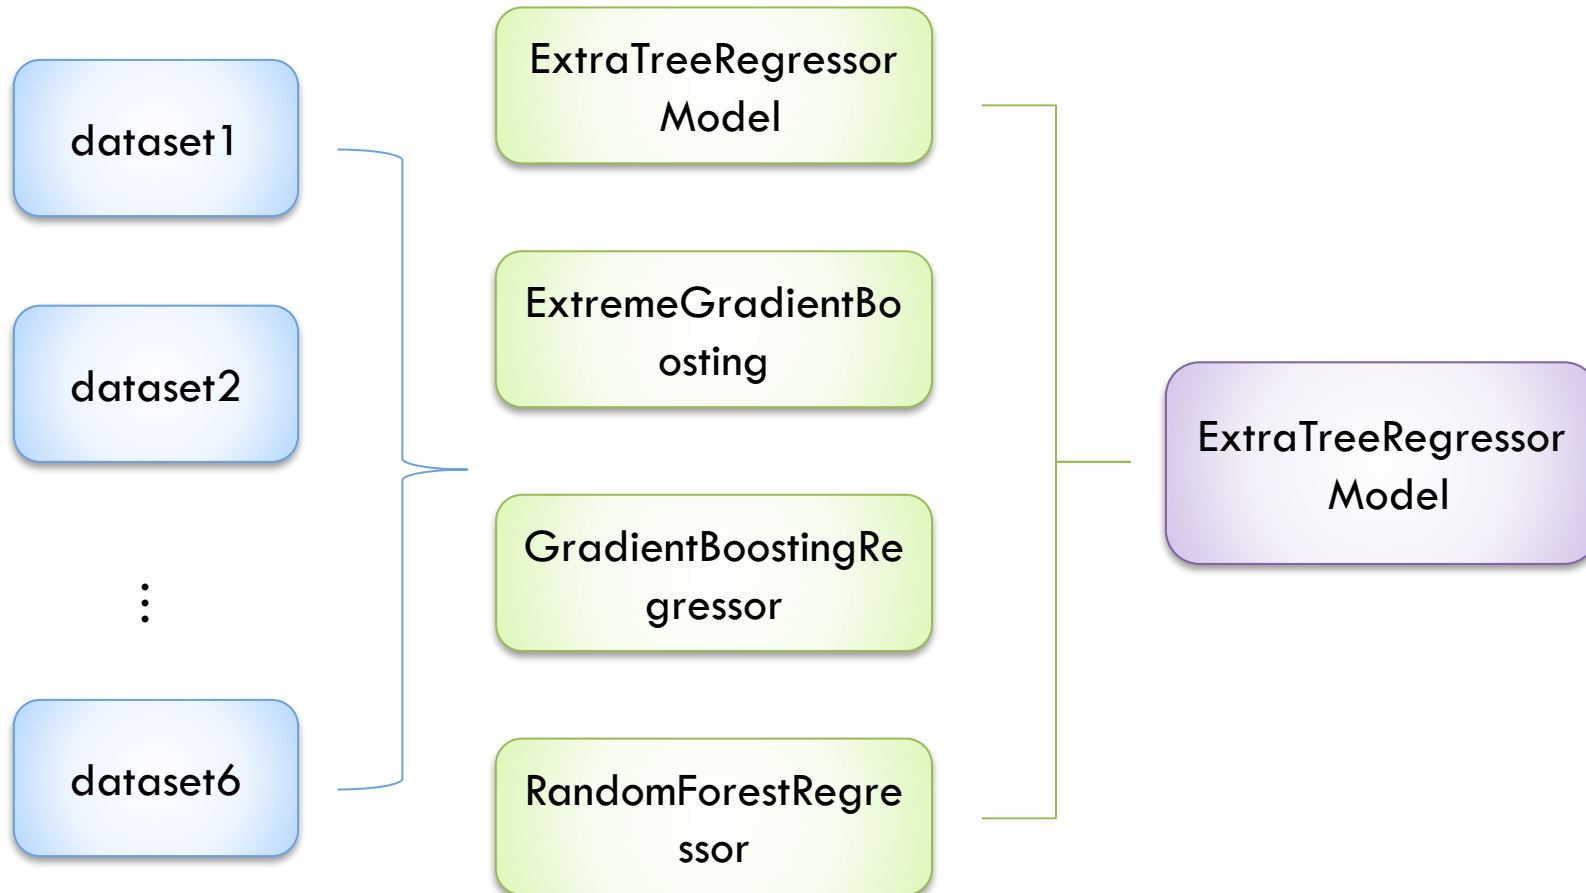 dataset1
dataset2
⋮
dataset6
ExtraTreeRegressor
Model
ExtremeGradientBo
osting
GradientBoostingRe
gressor
RandomForestRegre
ssor
ExtraTreeRegressor
Model